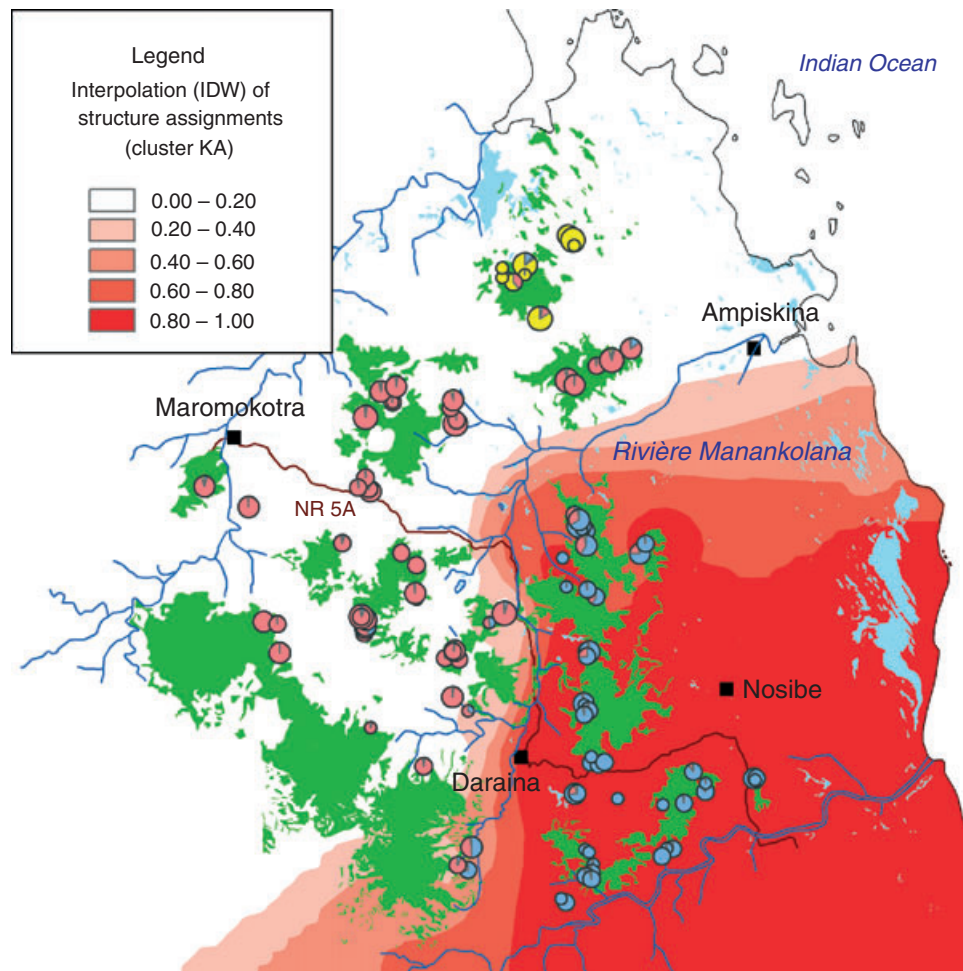 Legend
Interpolation (IDW) of
structure assignments
(cluster KA)
0.00 – 0.20
0.20 – 0.40
0.40 – 0.60
0.60 – 0.80
0.80 – 1.00
Indian Ocean
Ampiskina
Maromokotra
Rivière Manankolana
NR 5A
Nosibe
Daraina